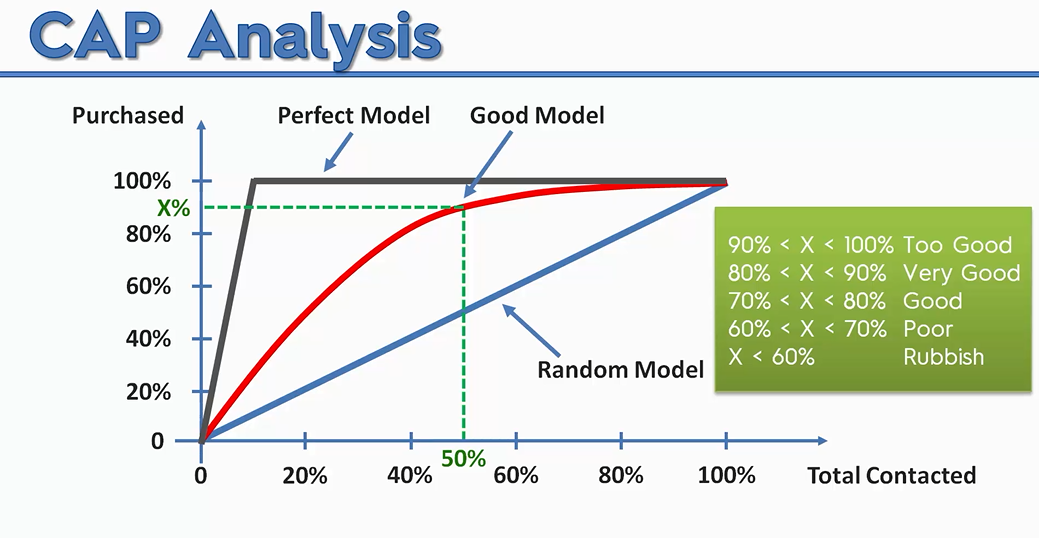 CAP Analysis
Purchased
Perfect Model
Good Model
100%
X%
80%
60%
40%
20%
0
90% < X < 100% Too Good
80% < X < 90% Very Good
70% < X < 80% Good
60% < X < 70% Poor
X < 60% Rubbish
Random Model
50%
0 20% 40% 60% 80% 100% Total Contacted